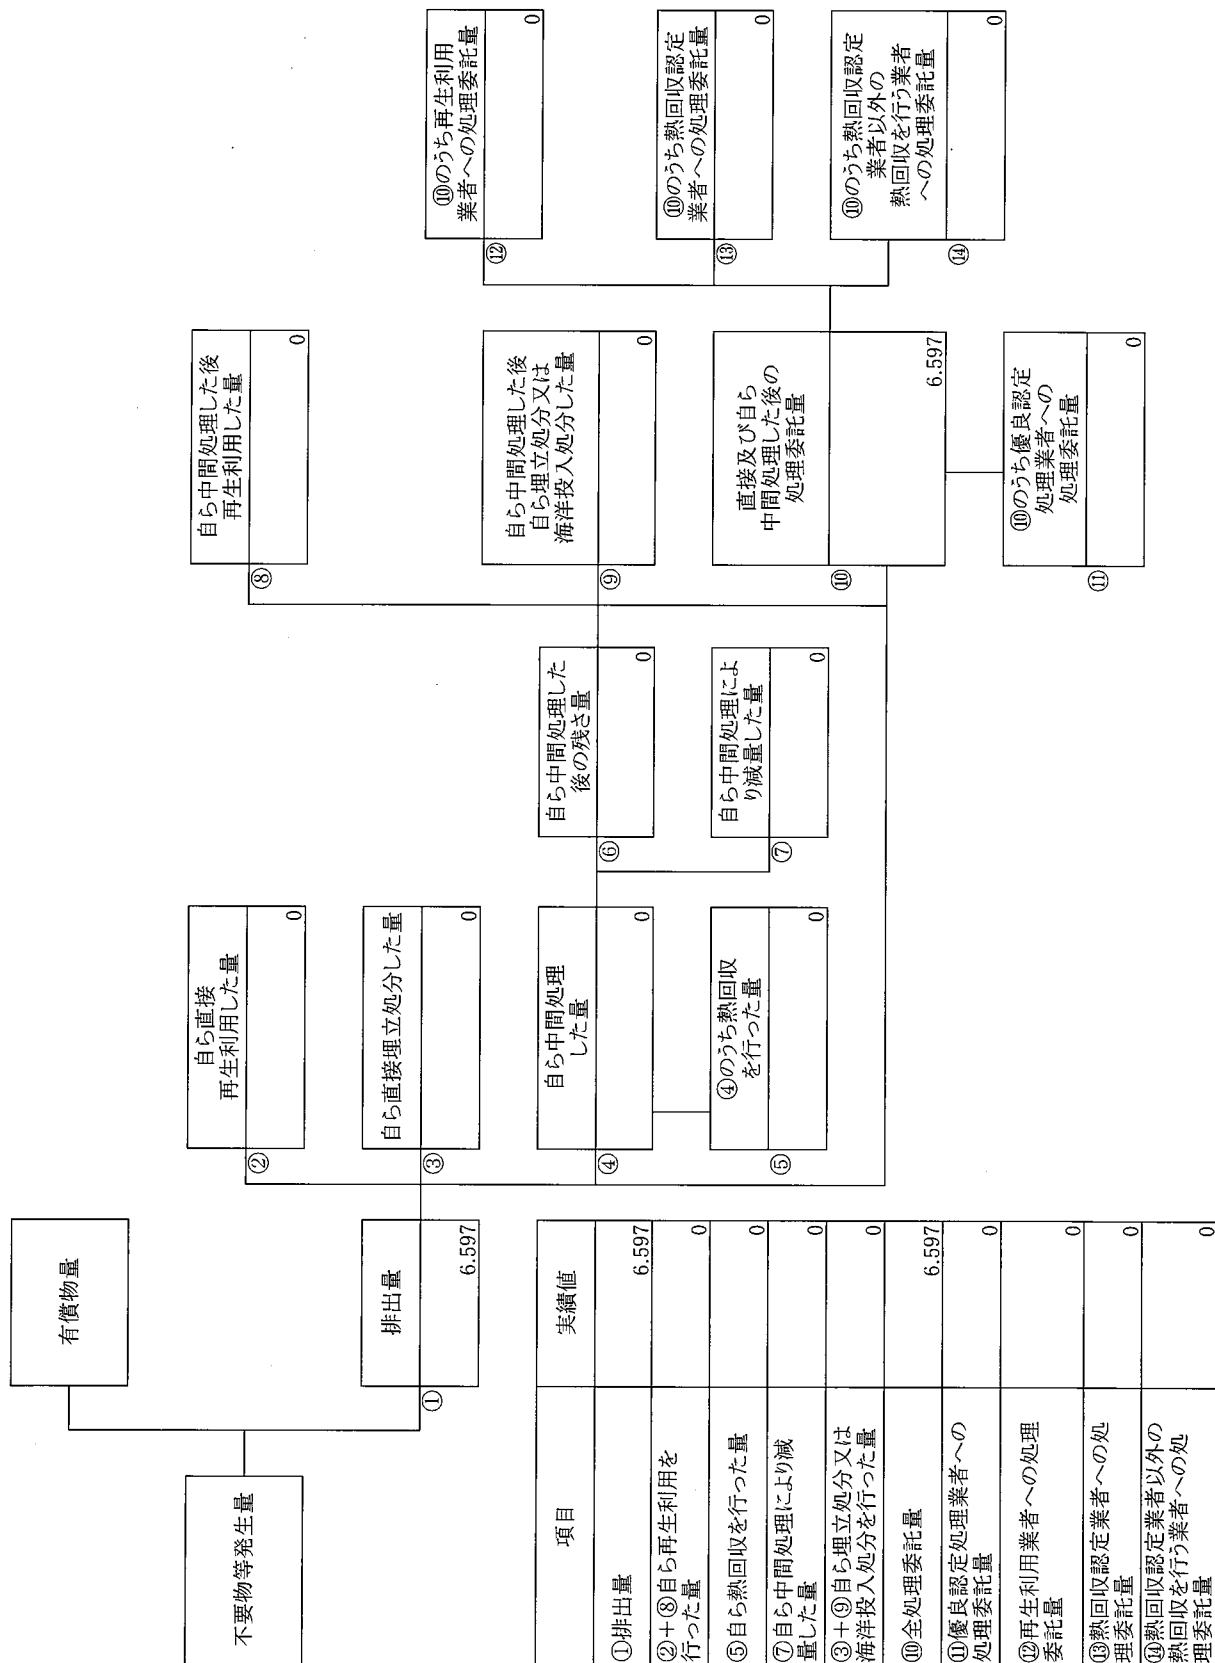 不要物等発生量
有償物量
①
排出量
6.597
②
自ら直接
再生利用した量
0
③
自ら直接埋立処分した量
0
④
自ら中間処理
した量
0
⑤
④のうち熱回収
を行った量
0
⑥
自ら中間処理した
後の残さ量
0
⑦
自ら中間処理によ
り減量した量
0
⑧
自ら中間処理した後
再生利用した量
0
⑨
自ら中間処理した後
自ら埋立処分又は
海洋投入処分した量
0
⑩
直接及び自ら
中間処理した後の
処理委託量
6.597
⑪
⑩のうち優良認定
処理業者への
処理委託量
0
⑫
⑩のうち再生利用
業者への処理委託量
0
⑬
⑩のうち熱回収認定
業者への処理委託量
0
⑭
⑩のうち熱回収認定
業者以外の
熱回収を行う業者
への処理委託量
0
項目 実績値
①排出量 6.597
②+⑧自ら再生利用を
行った量 0
⑤自ら熱回収を行った量 0
⑦自ら中間処理により減
量した量 0
③+⑨自ら埋立処分又は
海洋投入処分を行った量 0
⑩全処理委託量 6.597
⑪優良認定処理業者への
処理委託量 0
⑫再生利用業者への処理
委託量 0
⑬熱回収認定業者への処
理委託量 0
⑭熱回収認定業者以外の
熱回収を行う業者への処
理委託量 0